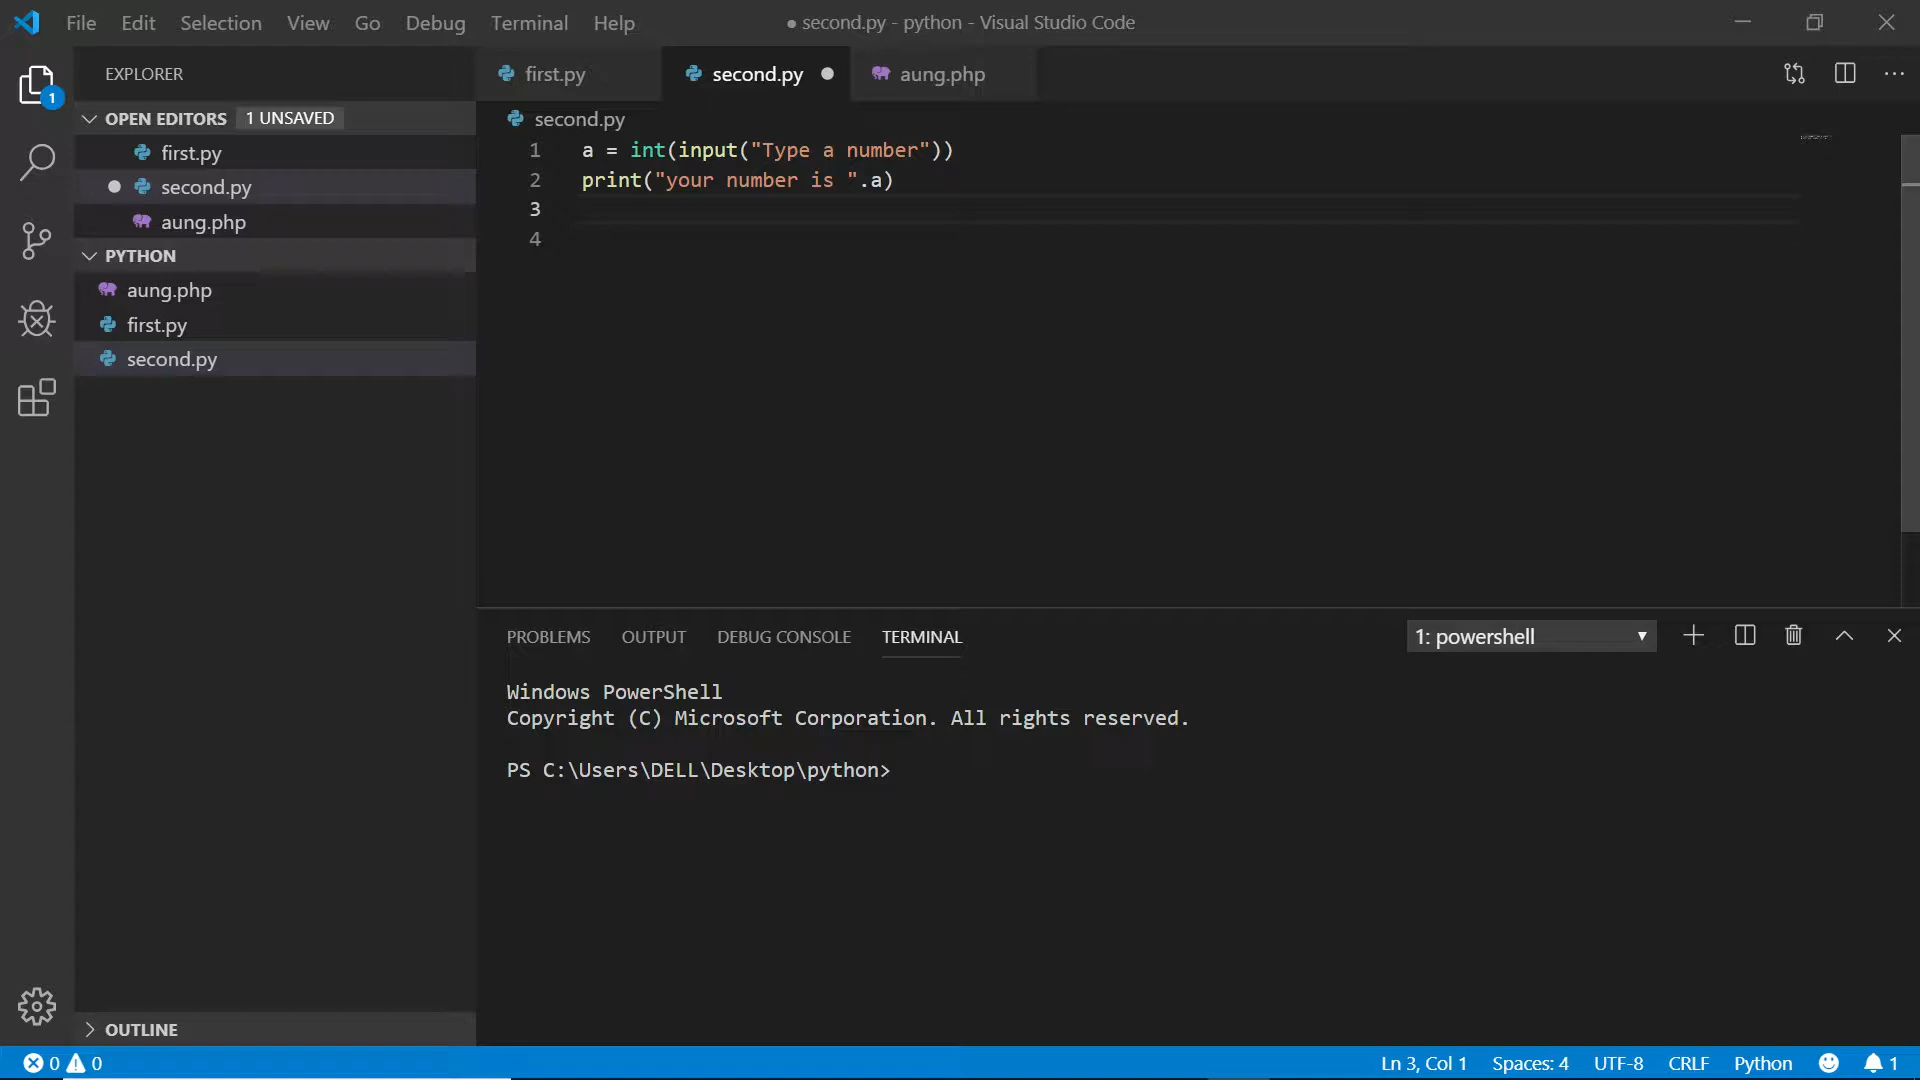 File Edit Selection View Go Debug Terminal Help
● second.py - python - Visual Studio Code
EXPLORER
1
OPEN EDITORS 1 UNSAVED
first.py
second.py
aung.php
PYTHON
aung.php
first.py
second.py
OUTLINE
first.py second.py aung.php
second.py
1 a = int(input("Type a number"))
2 print("your number is ".a)
3
4
PROBLEMS OUTPUT DEBUG CONSOLE TERMINAL
1: powershell
Windows PowerShell
Copyright (C) Microsoft Corporation. All rights reserved.
PS C:\Users\DELL\Desktop\python>
0 0
Ln 3, Col 1 Spaces: 4 UTF-8 CRLF Python 1